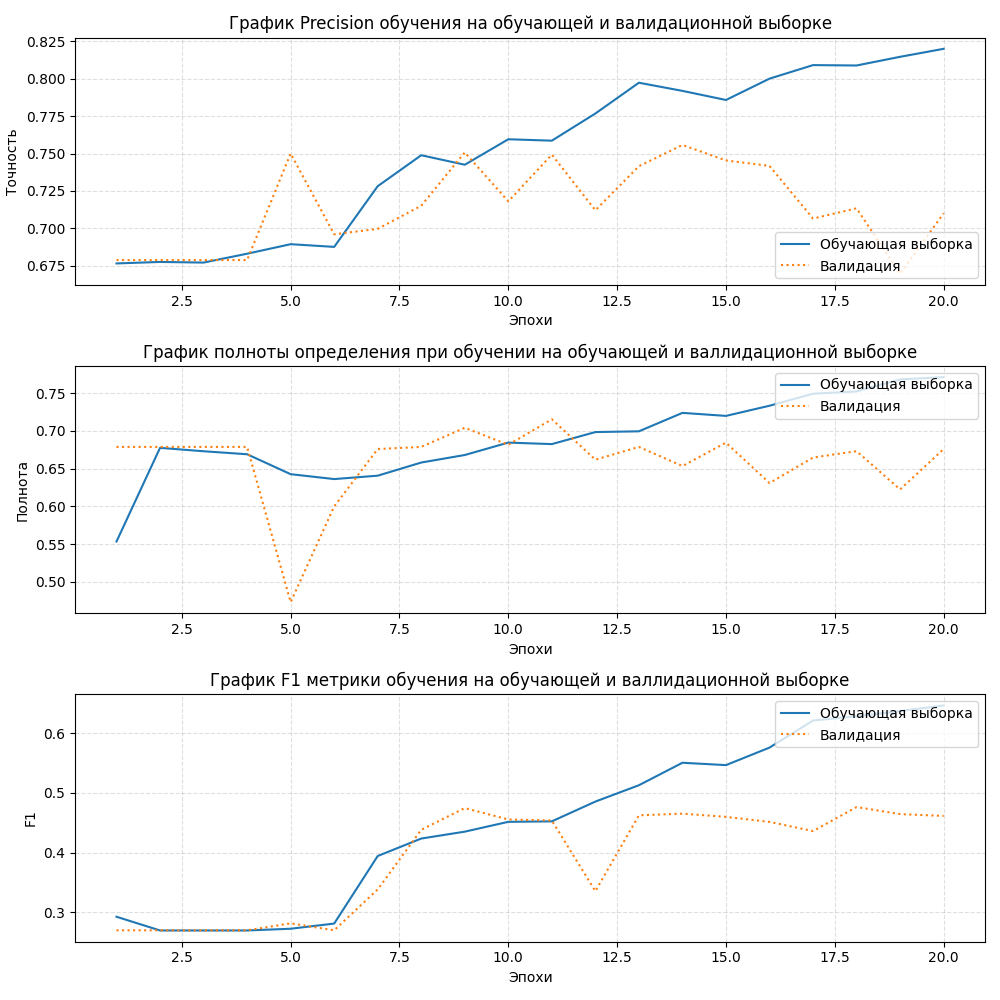 График Precision обучения на обучающей и валидационной выборке
0.825
0.800
0.775
0.750
0.725
0.700
0.675
Точность
Обучающая выборка
Валидация
2.5 5.0 7.5 10.0 12.5 15.0 17.5 20.0
Эпохи
График полноты определения при обучении на обучающей и валлидационной выборке
0.75
0.70
0.65
0.60
0.55
0.50
Полнота
Обучающая выборка
Валидация
2.5 5.0 7.5 10.0 12.5 15.0 17.5 20.0
Эпохи
График F1 метрики обучения на обучающей и валлидационной выборке
0.6
0.5
0.4
0.3
F1
Обучающая выборка
Валидация
2.5 5.0 7.5 10.0 12.5 15.0 17.5 20.0
Эпохи